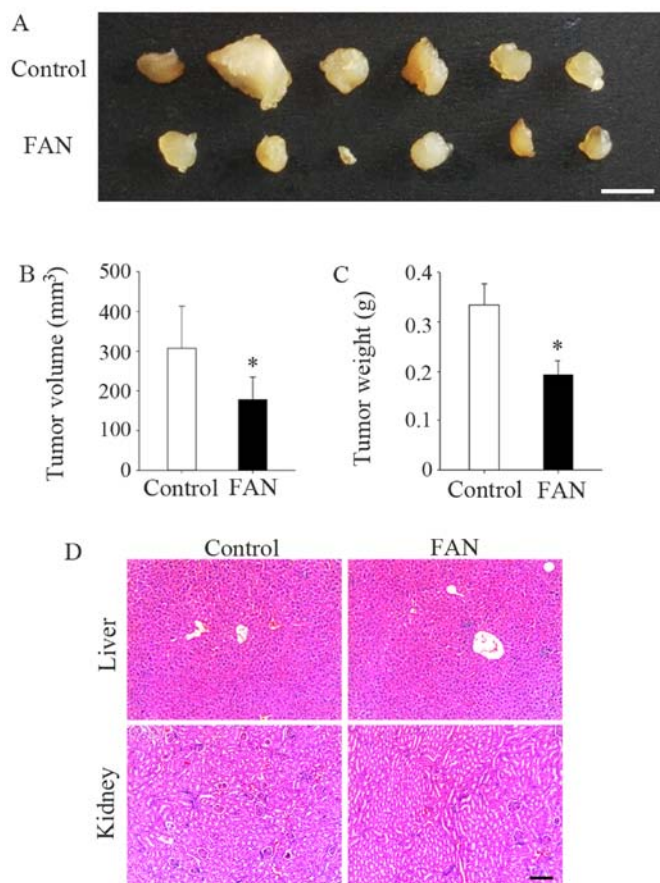 A
Control
FAN
B
Tumor volume (mm³)
500
400
300
200
100
0
*
Control FAN
C
Tumor weight (g)
0.4
0.3
0.2
0.1
0
*
Control FAN
D
Control FAN
Liver
Kidney